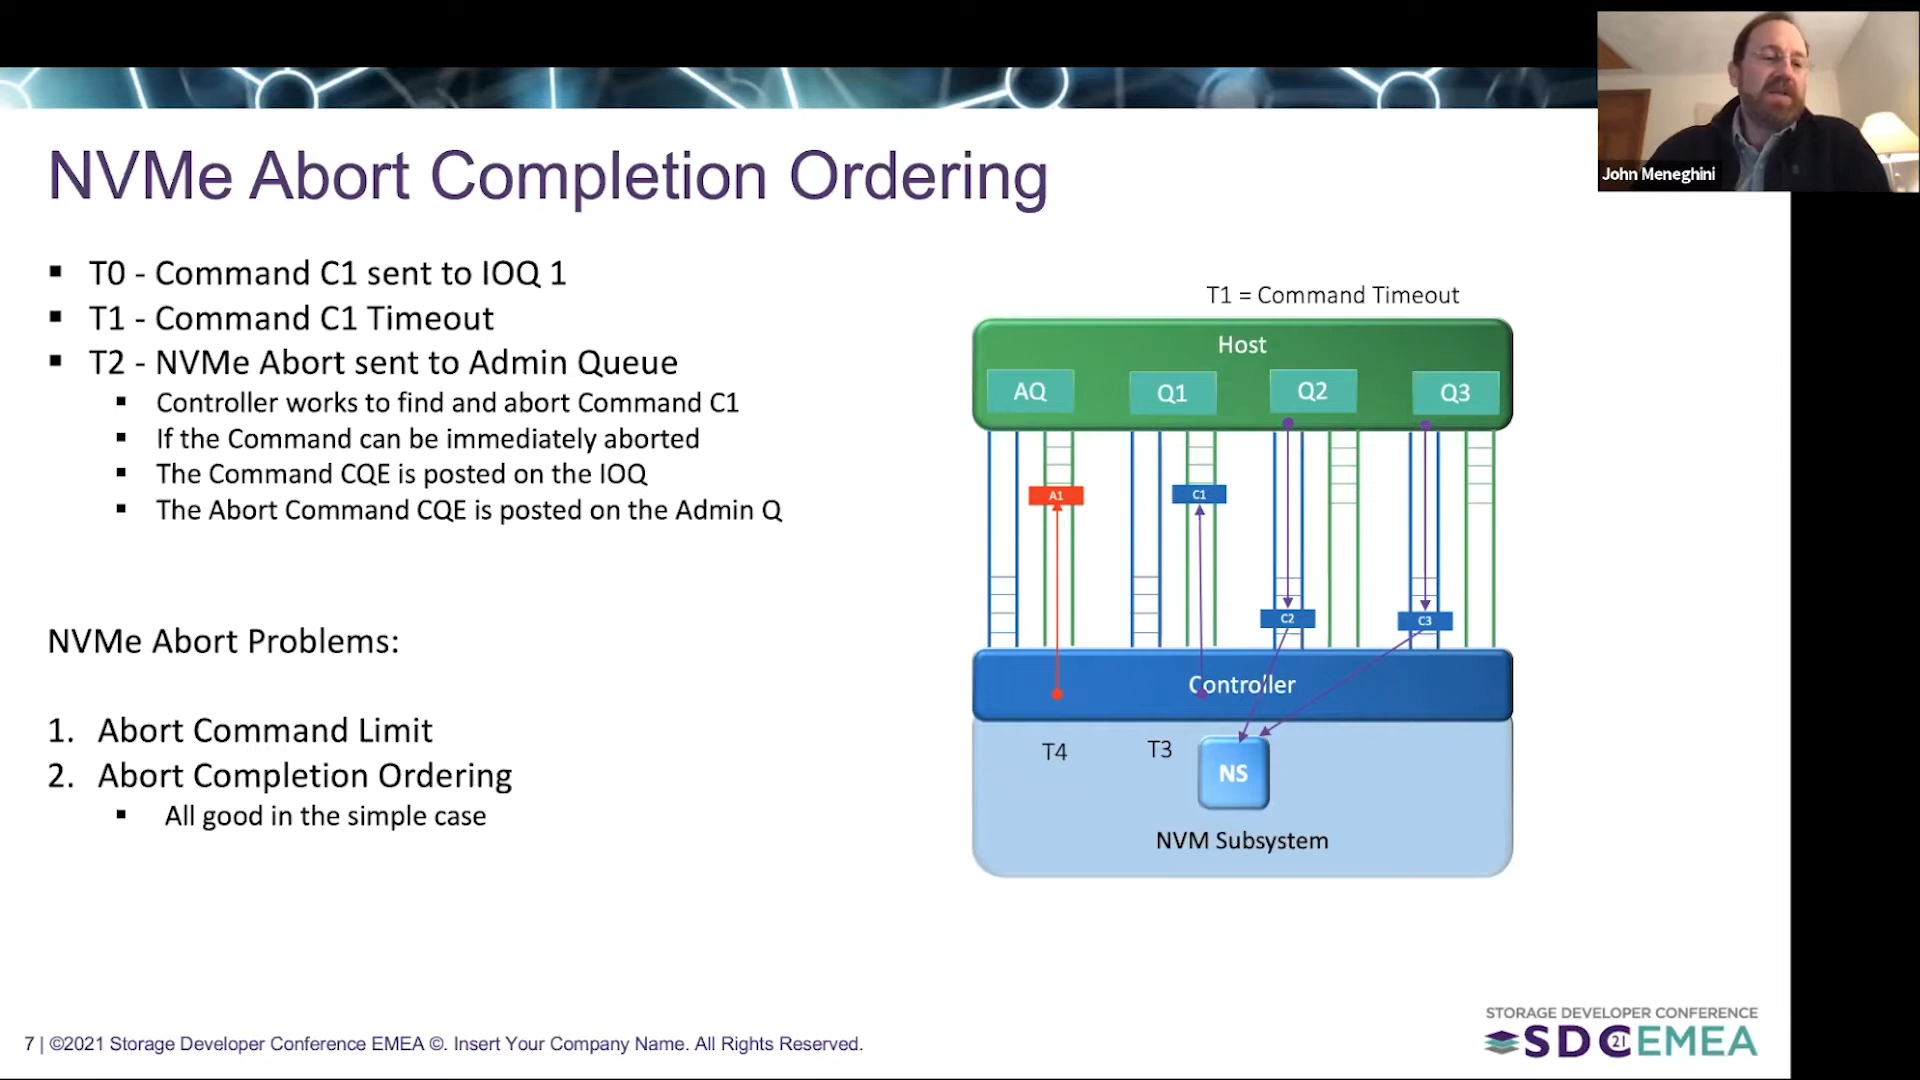 John Meneghini
NVMe Abort Completion Ordering
▪ T0 - Command C1 sent to IOQ 1
▪ T1 - Command C1 Timeout
▪ T2 - NVMe Abort sent to Admin Queue
▪ Controller works to find and abort Command C1
▪ If the Command can be immediately aborted
▪ The Command CQE is posted on the IOQ
▪ The Abort Command CQE is posted on the Admin Q
NVMe Abort Problems:
1. Abort Command Limit
2. Abort Completion Ordering
▪ All good in the simple case
T1 = Command Timeout
Host
AQ
Q1
Q2
Q3
A1
C1
C2
C3
Controller
T4
T3
NS
NVM Subsystem
7 | ©2021 Storage Developer Conference EMEA ©. Insert Your Company Name. All Rights Reserved.
STORAGE DEVELOPER CONFERENCE
SDC 21 EMEA